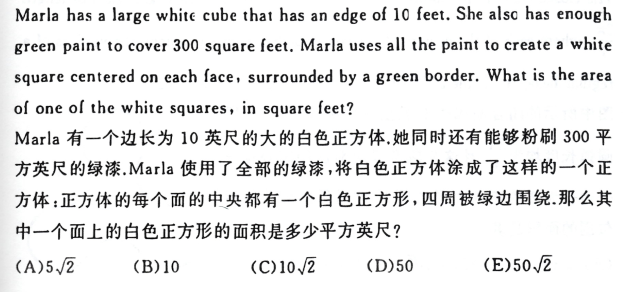 Marla has a large white cube that has an edge of 10 feet. She also has enough
green paint to cover 300 square feet. Marla uses all the paint to create a white
square centered on each face, surrounded by a green border. What is the area
of one of the white squares, in square feet?
Marla 有一个边长为 10 英尺的大的白色正方体.她同时还有能够粉刷 300 平
方英尺的绿漆.Marla 使用了全部的绿漆,将白色正方体涂成了这样的一个正
方体:正方体的每个面的中央都有一个白色正方形,四周被绿边围绕.那么其
中一个面上的白色正方形的面积是多少平方英尺?
(A)5√2 (B)10 (C)10√2 (D)50 (E)50√2